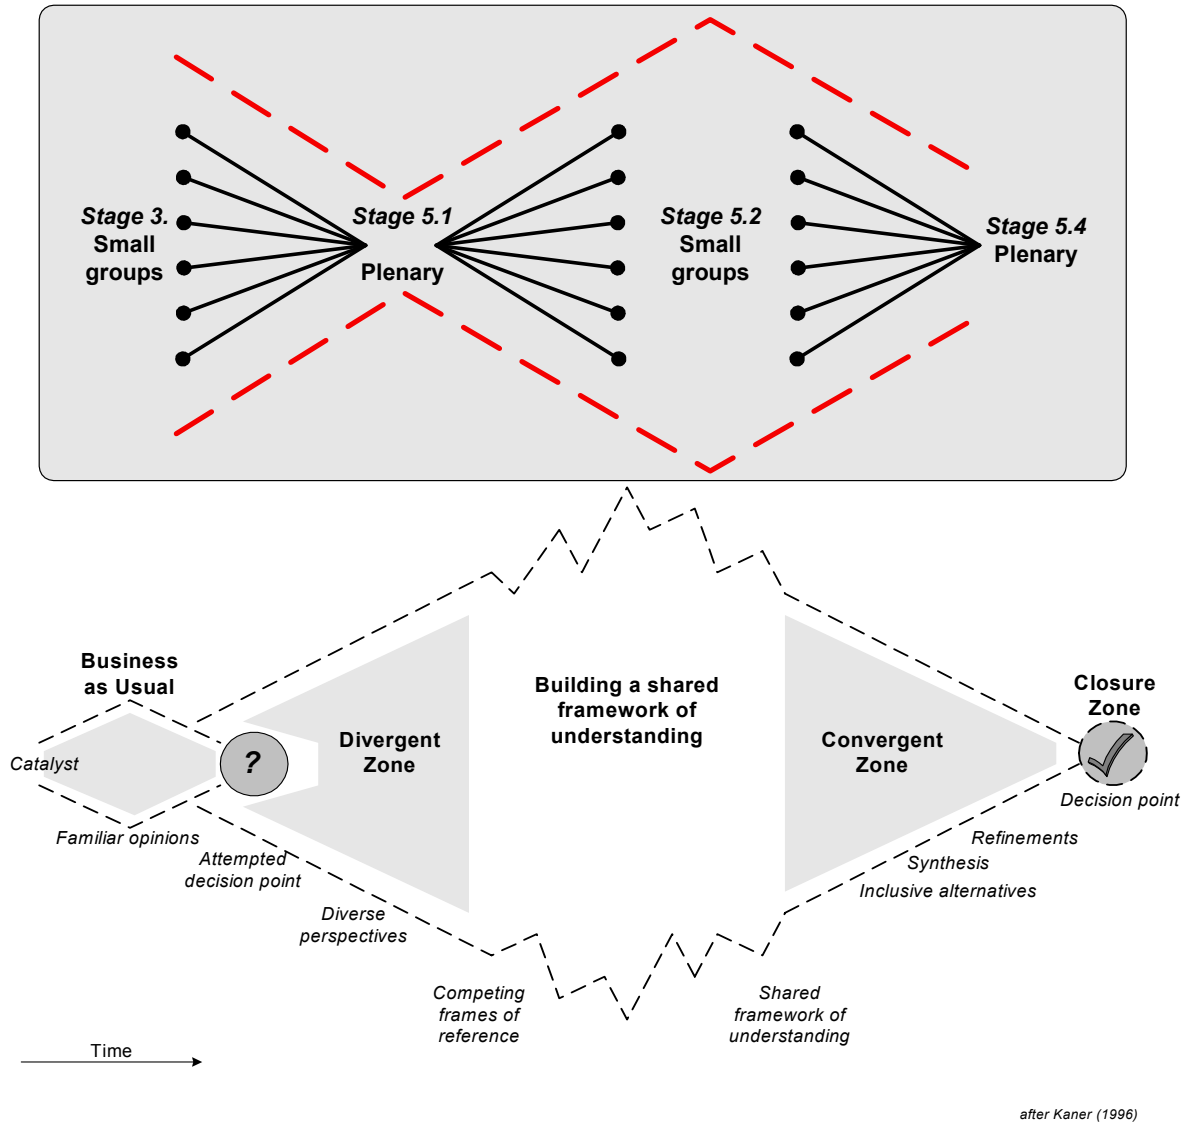 Stage 3.
Small
groups
Stage 5.1
Plenary
Stage 5.2
Small
groups
Stage 5.4
Plenary
Business
as Usual
Catalyst
Familiar opinions
?
Attempted
decision point
Divergent
Zone
Diverse
perspectives
Building a shared
framework of
understanding
Competing
frames of
reference
Shared
framework of
understanding
Convergent
Zone
Closure
Zone
Decision point
Refinements
Synthesis
Inclusive alternatives
Time
after Kaner (1996)